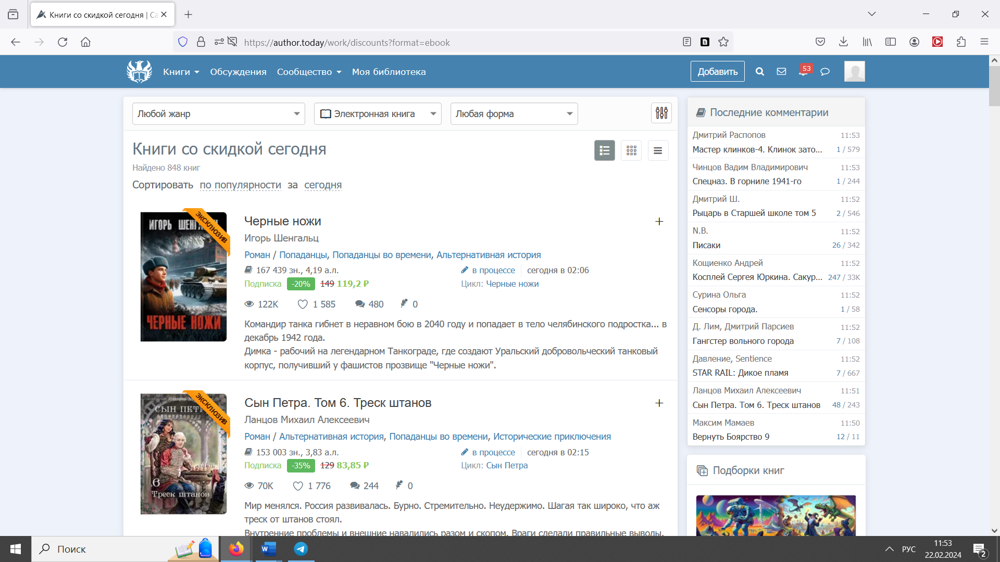 Книги со скидкой сегодня | Са
https://author.today/work/discounts?format=ebook
Книги
Обсуждения
Сообщество
Моя библиотека
Добавить
53
Любой жанр
Электронная книга
Любая форма
Книги со скидкой сегодня
Найдено 848 книг
Сортировать по популярности за сегодня
ЭКСКЛЮЗИВ
ЧЕРНЫЕ НОЖИ
Черные ножи
Игорь Шенгальц
Роман / Попаданцы, Попаданцы во времени, Альтернативная история
167 439 зн., 4,19 а.л.
в процессе
сегодня в 02:06
Подписка -20% 149 119,2 ₽
Цикл: Черные ножи
122K 1 585 480 0
Командир танка гибнет в неравном бою в 2040 году и попадает в тело челябинского подростка... в
декабрь 1942 года.
Димка - рабочий на легендарном Танкограде, где создают Уральский добровольческий танковый
корпус, получивший у фашистов прозвище "Черные ножи".
ЭКСКЛЮЗИВ
6
Треск штанов
Сын Петра. Том 6. Треск штанов
Ланцов Михаил Алексеевич
Роман / Альтернативная история, Попаданцы во времени, Исторические приключения
153 003 зн., 3,83 а.л.
в процессе
сегодня в 02:15
Подписка -35% 129 83,85 ₽
Цикл: Сын Петра
70K 1 776 244 0
Мир менялся. Россия развивалась. Бурно. Стремительно. Неудержимо. Шагая так широко, что аж
треск от штанов стоял.
Внутренние проблемы и внешние навалились разом и скопом. Враги сделали правильные выводы.
Последние комментарии
Дмитрий Распопов 11:53
Мастер клинков-4. Клинок зато... 1 / 579
Чинцов Вадим Владимирович 11:53
Спецназ. В горниле 1941-го 1 / 244
Дмитрий Ш. 11:52
Рыцарь в Старшей школе том 5 2 / 546
N.B. 11:52
Писаки 26 / 342
Кощиенко Андрей 11:52
Косплей Сергея Юркина. Сакур... 247 / 33K
Сурина Ольга 11:52
Сенсоры города. 1 / 58
Д. Лим, Дмитрий Парсиев 11:52
Гангстер вольного города 7 / 108
Давление, Sentience 11:52
STAR RAIL: Дикое пламя 7 / 667
Ланцов Михаил Алексеевич 11:51
Сын Петра. Том 6. Треск штанов 48 / 243
Максим Мамаев 11:50
Вернуть Боярство 9 12 / 11
Подборки книг
Поиск
РУС
11:53
22.02.2024
2